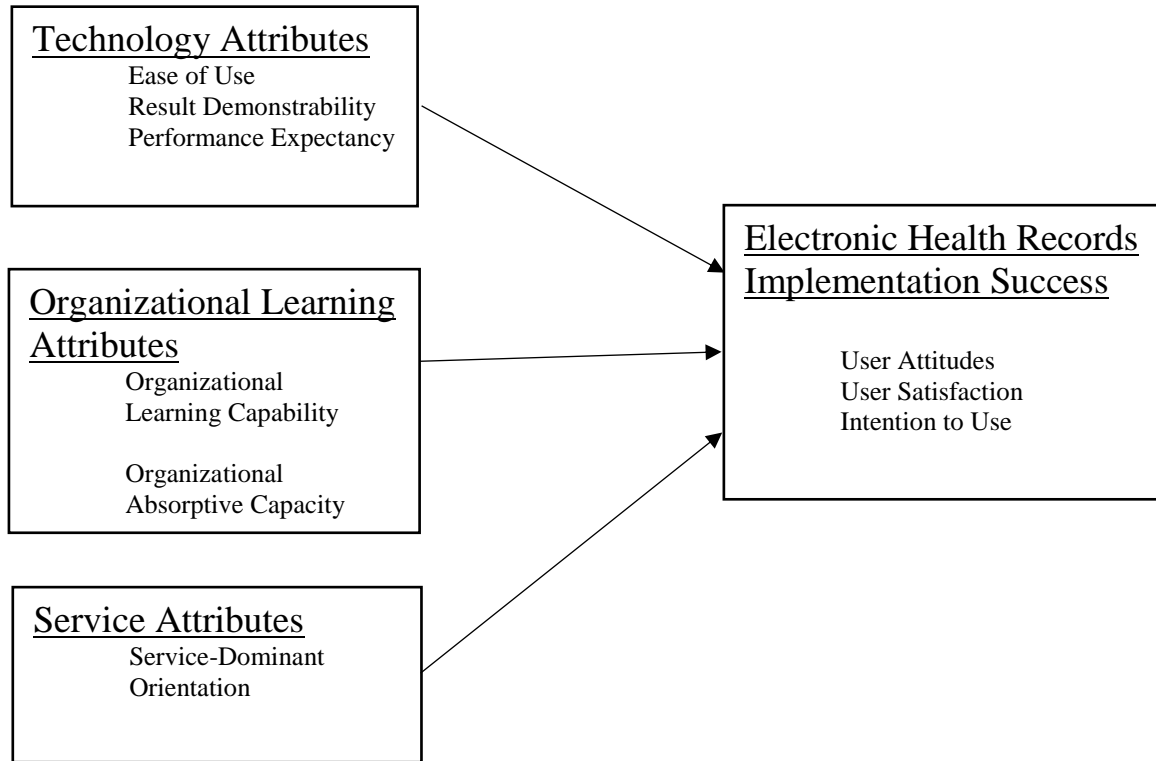 Technology Attributes
Ease of Use
Result Demonstrability
Performance Expectancy
Organizational Learning
Attributes
Organizational
Learning Capability
Organizational
Absorptive Capacity
Service Attributes
Service-Dominant
Orientation
Electronic Health Records
Implementation Success
User Attitudes
User Satisfaction
Intention to Use